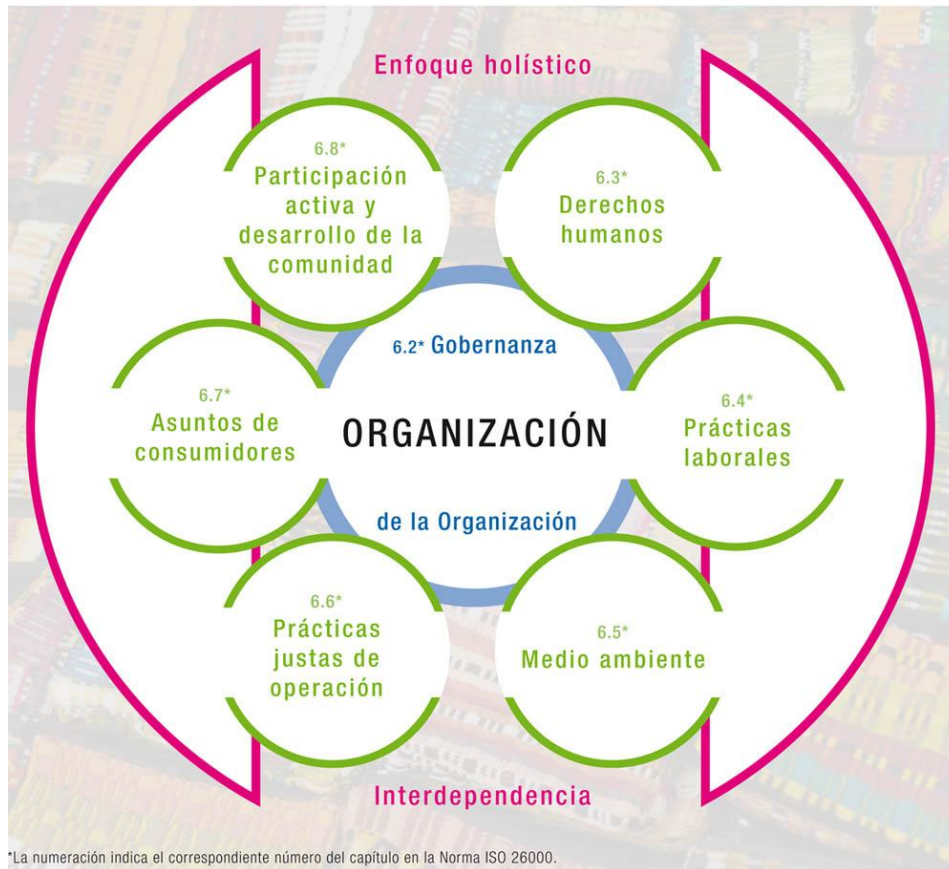 Enfoque holístico
6.8*
Participación
activa y
desarrollo de la
comunidad
6.3*
Derechos
humanos
6.2* Gobernanza
6.7*
Asuntos de
consumidores
ORGANIZACIÓN
6.4*
Prácticas
laborales
de la Organización
6.6*
Prácticas
justas de
operación
6.5*
Medio ambiente
Interdependencia
*La numeración indica el correspondiente número del capítulo en la Norma ISO 26000.